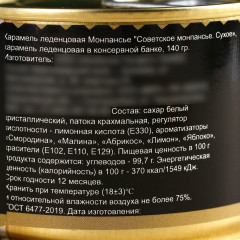 Карамель леденцовая Монпансье "Советское монпансье. Сухое",
карамель леденцовая в консервной банке, 140 гр.
Изготовитель:
Состав: сахар белый
кристаллический, патока крахмальная, регулятор
кислотности - лимонная кислота (Е330), ароматизаторы
«Смородина», «Малина», «Абрикос», «Лимон», «Яблоко»,
красители (Е102, Е110, Е129). Пищевая ценность в 100 г
продукта содержится: углеводов - 99,7 г. Энергетическая
ценность (калорийность) в 100 г - 370 ккал/1549 кДж.
Срок годности 12 месяцев.
Хранить при температуре (18±3)°С
и относительной влажности воздуха не более 75%.
ГОСТ 6477-2019. Дата изготовления: